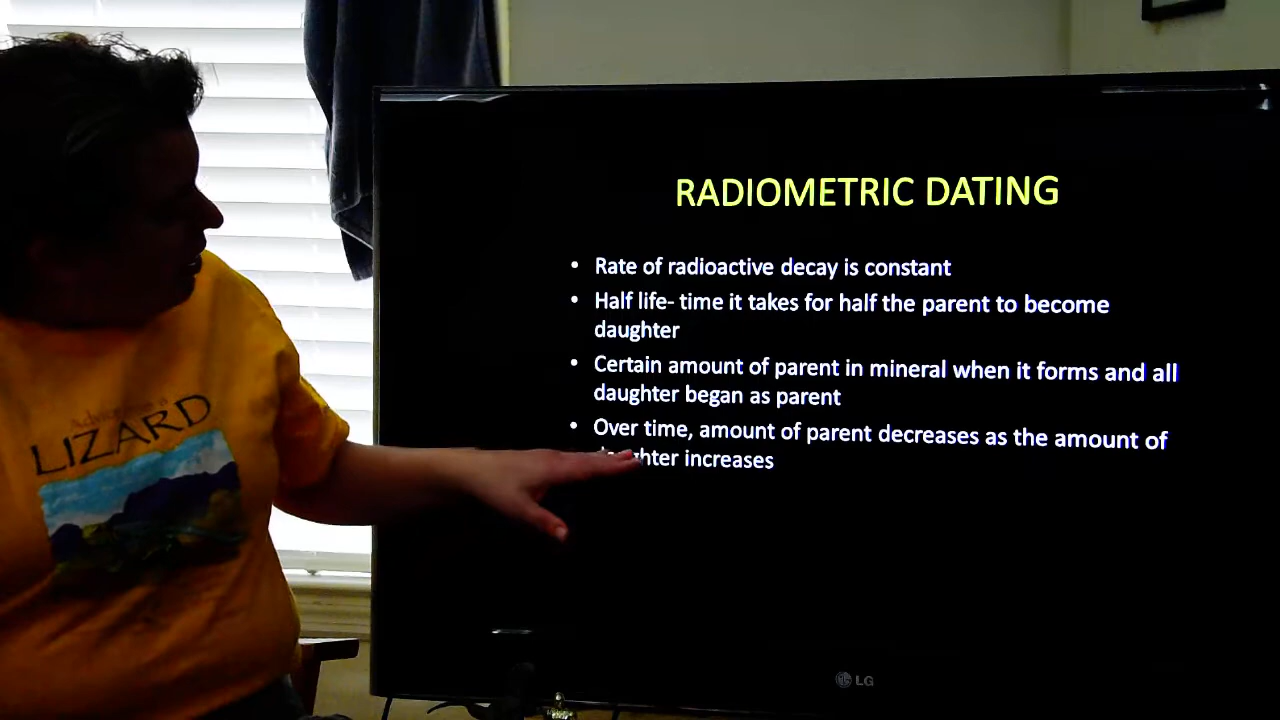 RADIOMETRIC DATING
• Rate of radioactive decay is constant
• Half life- time it takes for half the parent to become
daughter
• Certain amount of parent in mineral when it forms and all
daughter began as parent
• Over time, amount of parent decreases as the amount of
daughter increases
LIZARD
LG